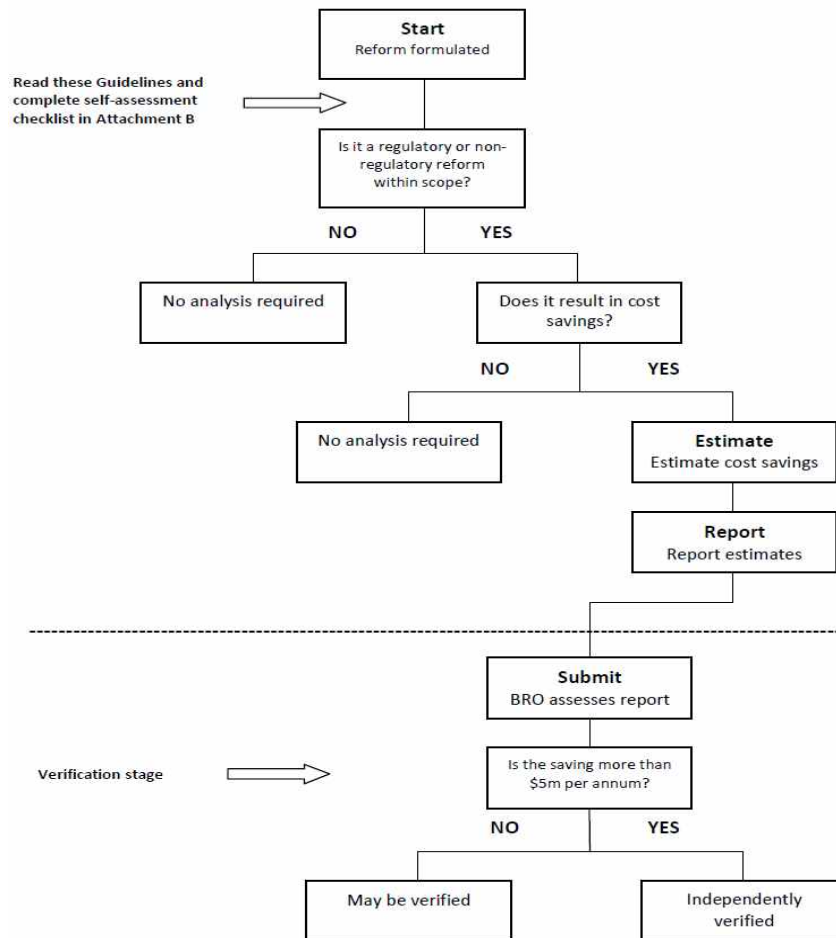 Start
Reform formulated
Read these Guidelines and
complete self-assessment
checklist in Attachment B
Is it a regulatory or non-
regulatory reform
within scope?
NO
YES
No analysis required
Does it result in cost
savings?
NO
YES
No analysis required
Estimate
Estimate cost savings
Report
Report estimates
Submit
BRO assesses report
Verification stage
Is the saving more than
$5m per annum?
NO
YES
May be verified
Independently
verified